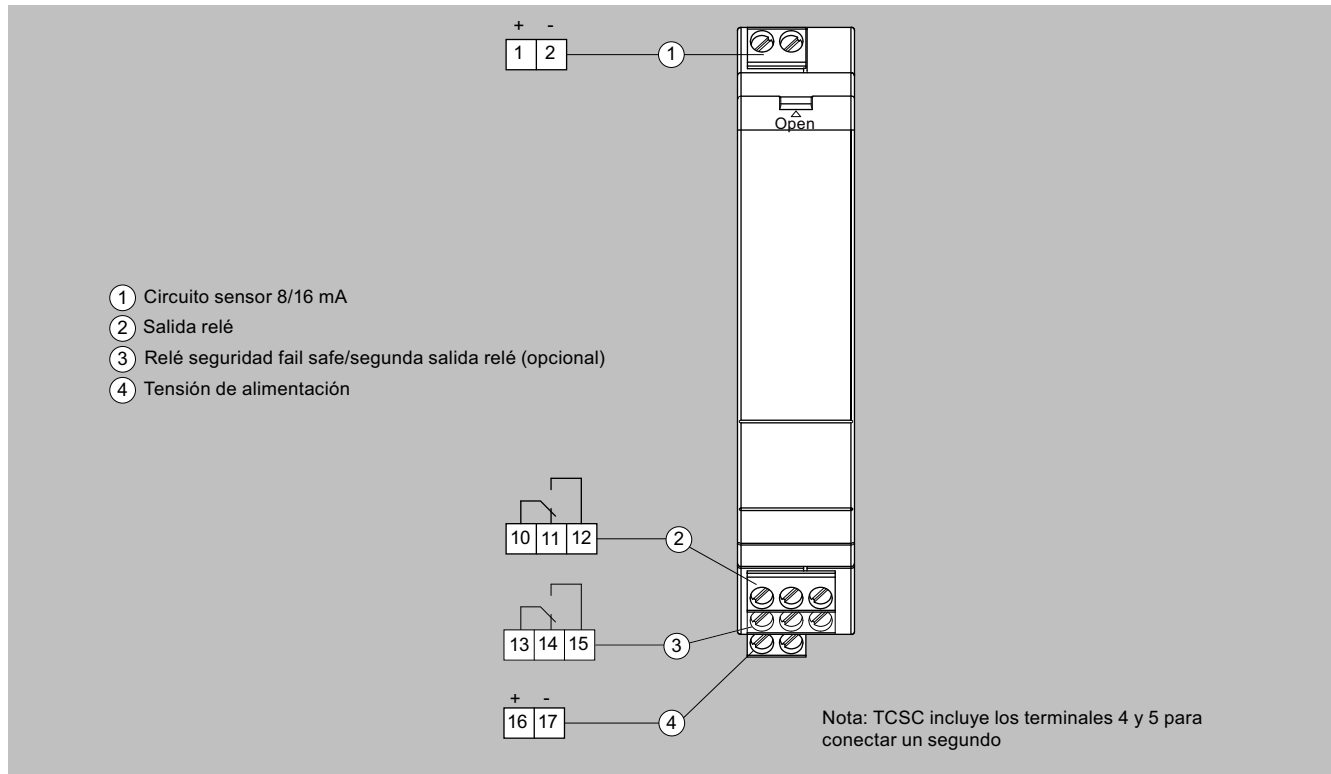 + -
1 2
1
Open
1 Circuito sensor 8/16 mA
2 Salida relé
3 Relé seguridad fail safe/segunda salida relé (opcional)
4 Tensión de alimentación
10 11 12
2
13 14 15
3
+ -
16 17
4
Nota: TCSC incluye los terminales 4 y 5 para
conectar un segundo